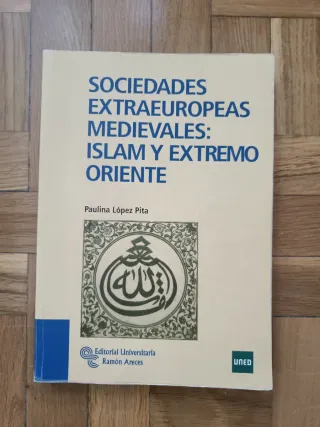 SOCIEDADES
EXTRAEUROPEAS
MEDIEVALES:
ISLAM Y EXTREMO
ORIENTE
Paulina López Pita
Editorial Universitaria
Ramón Areces
UNED